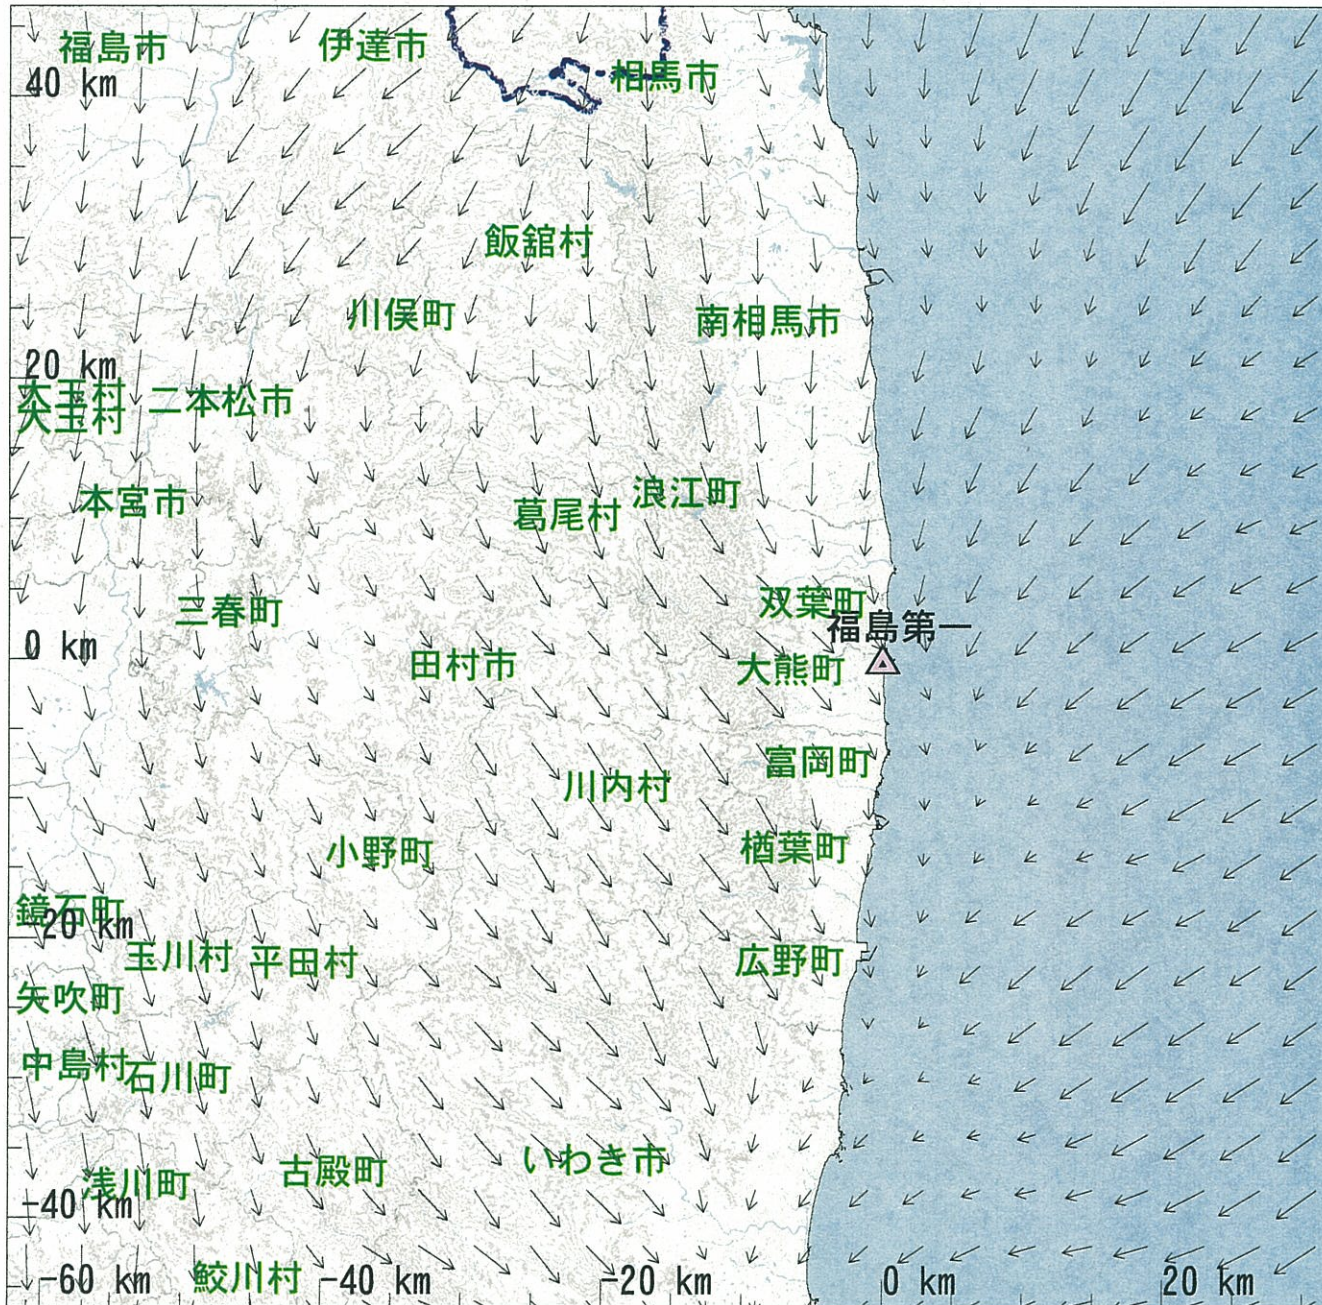 福島市
伊達市
相馬市
40 km
飯舘村
川俣町
南相馬市
20 km
大玉村
大玉村
二本松市
本宮市
葛尾村
浪江町
三春町
双葉町
福島第一
0 km
田村市
大熊町
川内村
富岡町
小野町
楢葉町
鏡石町
-20 km
玉川村
平田村
広野町
矢吹町
中島村
石川町
浅川町
古殿町
いわき市
-40 km
鮫川村
-60 km
-40 km
-20 km
0 km
20 km